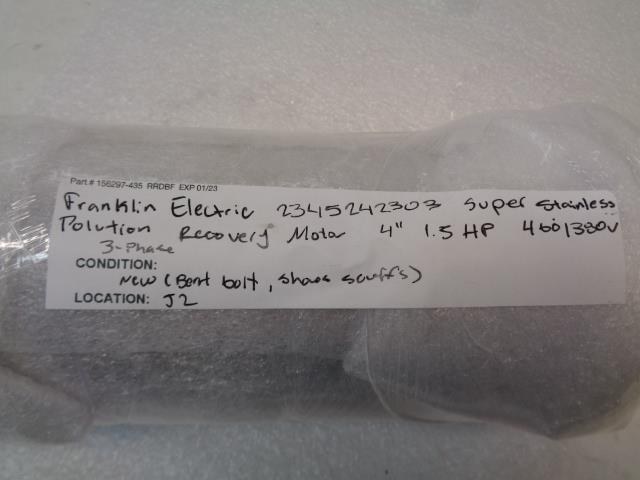 Part # 156297-435 RRDBF EXP 01/23
Franklin Electric 2345242303 Super Stainless
Polution Recovery Motor 4" 1.5 HP 460/380v
3-Phase
CONDITION:
New (Bent bolt, shows scuffs)
LOCATION: J2